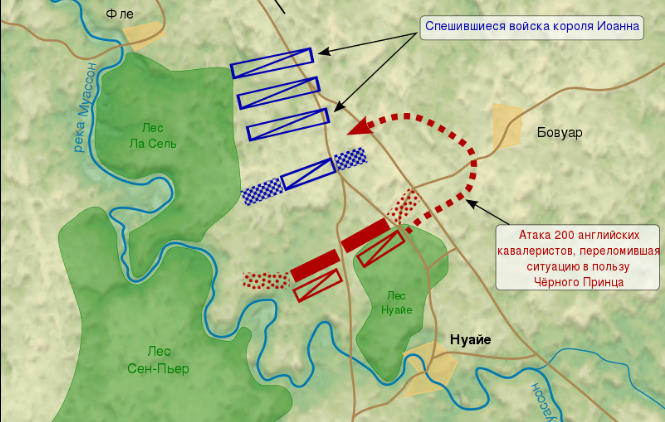 Фле
Спешившиеся войска короля Иоанна
река Муассон
Лес
Ла Сель
Бовуар
Атака 200 английских
кавалеристов, переломившая
ситуацию в пользу
Чёрного Принца
Лес
Нуайе
Нуайе
Лес
Сен-Пьер
уассон